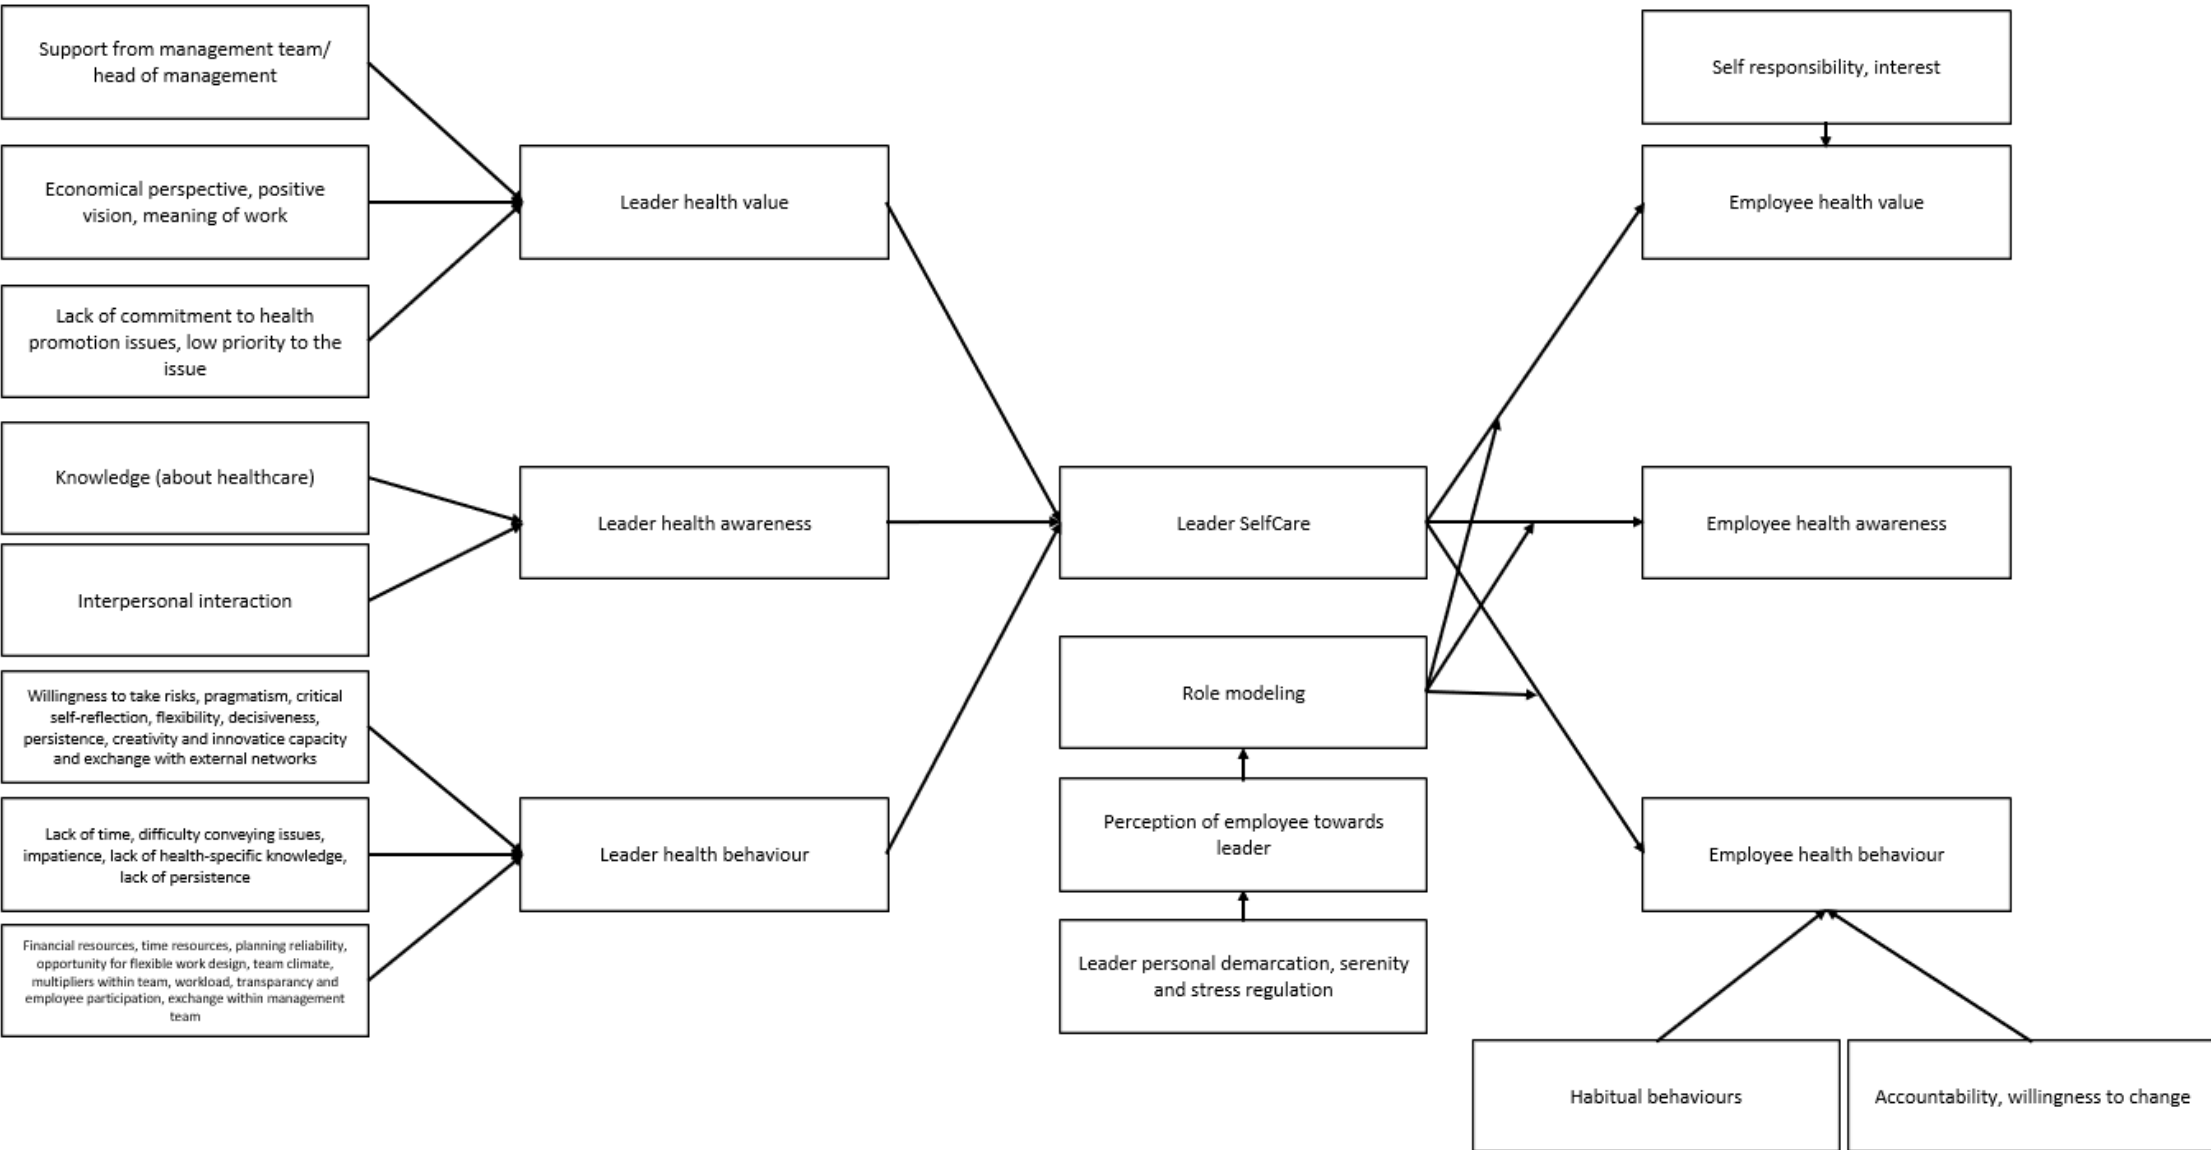 Support from management team/
head of management
Economical perspective, positive
vision, meaning of work
Lack of commitment to health
promotion issues, low priority to the
issue
Knowledge (about healthcare)
Interpersonal interaction
Willingness to take risks, pragmatism, critical
self-reflection, flexibility, decisiveness,
persistence, creativity and innovatice capacity
and exchange with external networks
Lack of time, difficulty conveying issues,
impatience, lack of health-specific knowledge,
lack of persistence
Financial resources, time resources, planning reliability,
opportunity for flexible work design, team climate,
multipliers within team, workload, transparancy and
employee participation, exchange within management
team
Leader health value
Leader health awareness
Leader health behaviour
Leader SelfCare
Role modeling
Perception of employee towards
leader
Leader personal demarcation, serenity
and stress regulation
Self responsibility, interest
Employee health value
Employee health awareness
Employee health behaviour
Habitual behaviours
Accountability, willingness to change